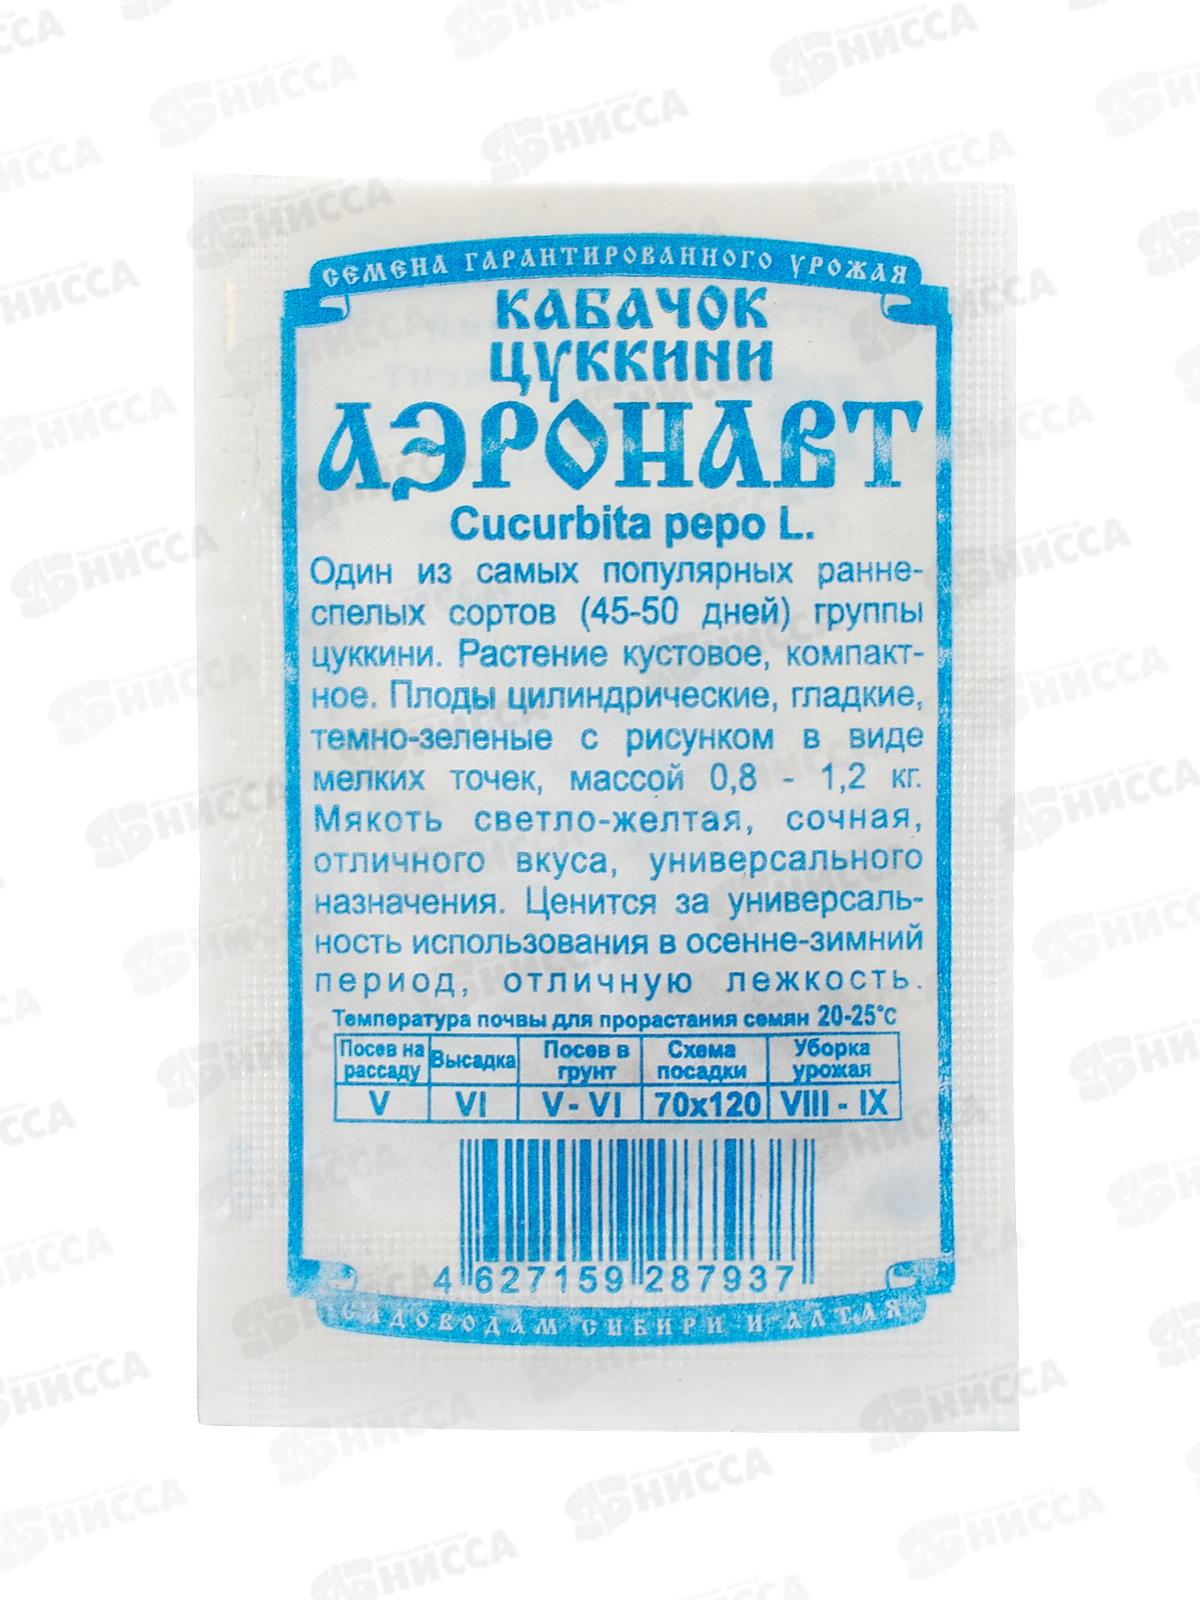 СЕМЕНА ГАРАНТИРОВАННОГО УРОЖАЯ
КАБАЧОК
ЦУККИНИ
АЭРОНАВТ
Cucurbita pepo L.
Один из самых популярных ранне-
спелых сортов (45-50 дней) группы
цуккини. Растение кустовое, компакт-
ное. Плоды цилиндрические, гладкие,
темно-зеленые с рисунком в виде
мелких точек, массой 0,8 - 1,2 кг.
Мякоть светло-желтая, сочная,
отличного вкуса, универсального
назначения. Ценится за универсаль-
ность использования в осенне-зимний
период, отличную лежкость.
Температура почвы для прорастания семян 20-25°С
Посев на рассаду Высадка Посев в грунт Схема посадки Уборка урожая
V VI V - VI 70х120 VIII - IX
4 627159 287937
САДОВОДАМ СИБИРИ И АЛТАЯ
НИССА